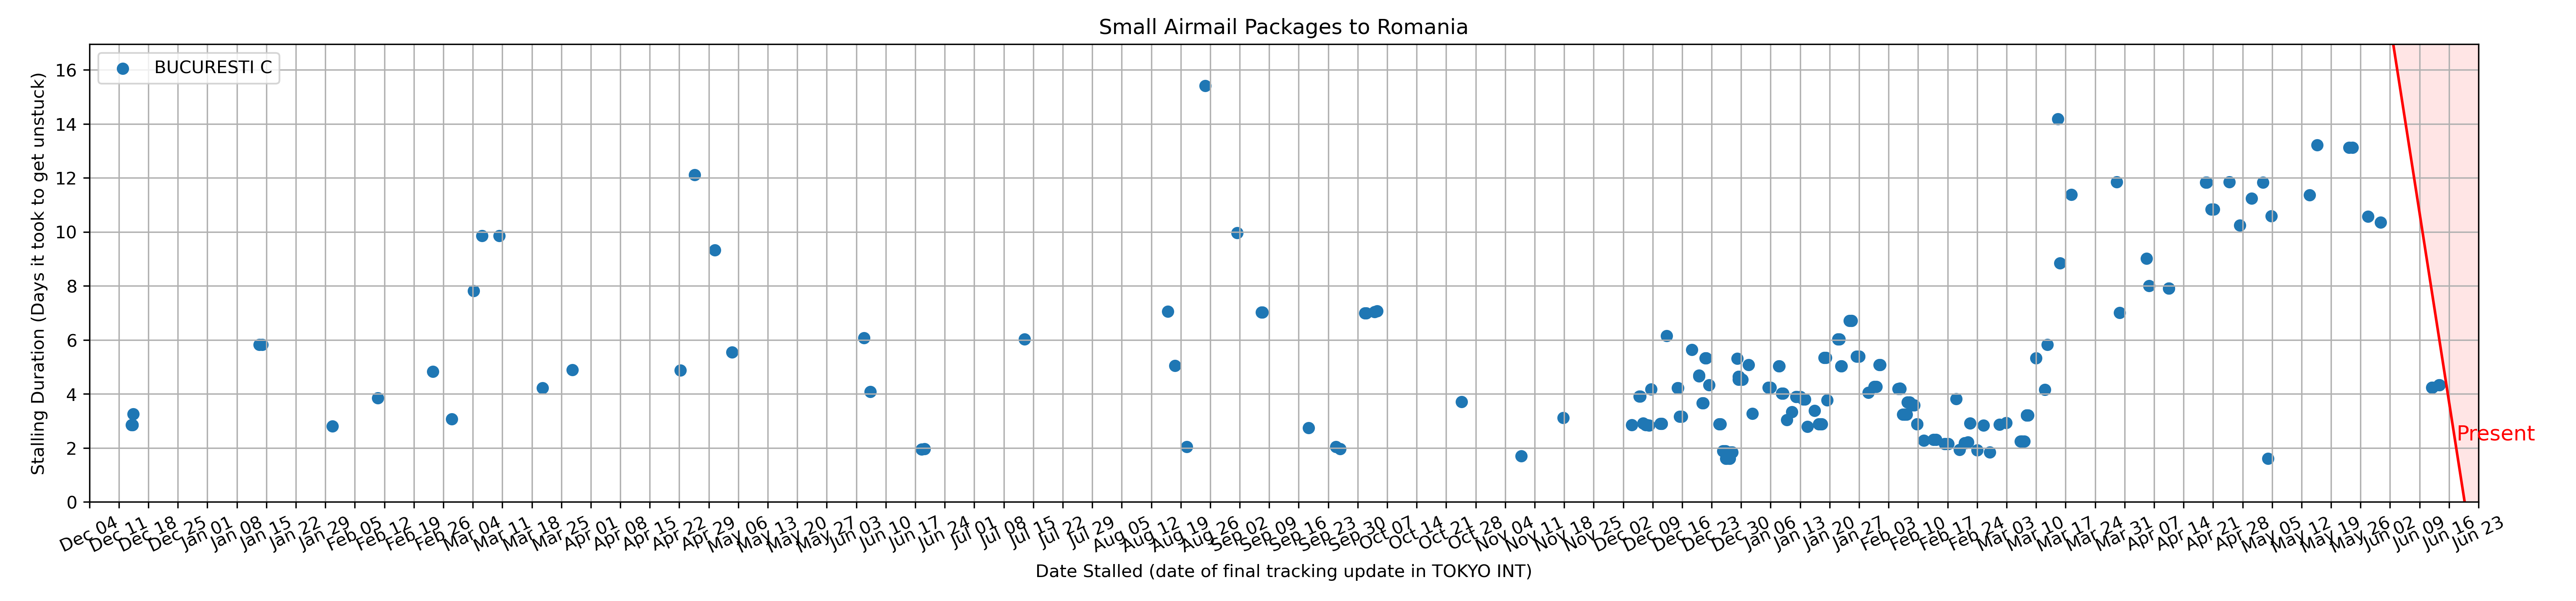 Small Airmail Packages to Romania
BUCURESTI C
Stalling Duration (Days it took to get unstuck)
16
14
12
10
8
6
4
2
0
Present
Dec 04
Dec 11
Dec 18
Dec 25
Jan 01
Jan 08
Jan 15
Jan 22
Jan 29
Feb 05
Feb 12
Feb 19
Feb 26
Mar 04
Mar 11
Mar 18
Mar 25
Apr 01
Apr 08
Apr 15
Apr 22
Apr 29
May 06
May 13
May 20
May 27
Jun 03
Jun 10
Jun 17
Jun 24
Jul 01
Jul 08
Jul 15
Jul 22
Jul 29
Aug 05
Aug 12
Aug 19
Aug 26
Sep 02
Sep 09
Sep 16
Sep 23
Sep 30
Oct 07
Oct 14
Oct 21
Oct 28
Nov 04
Nov 11
Nov 18
Nov 25
Dec 02
Dec 09
Dec 16
Dec 23
Dec 30
Jan 06
Jan 13
Jan 20
Jan 27
Feb 03
Feb 10
Feb 17
Feb 24
Mar 03
Mar 10
Mar 17
Mar 24
Mar 31
Apr 07
Apr 14
Apr 21
Apr 28
May 05
May 12
May 19
May 26
Jun 02
Jun 09
Jun 16
Jun 23
Date Stalled (date of final tracking update in TOKYO INT)